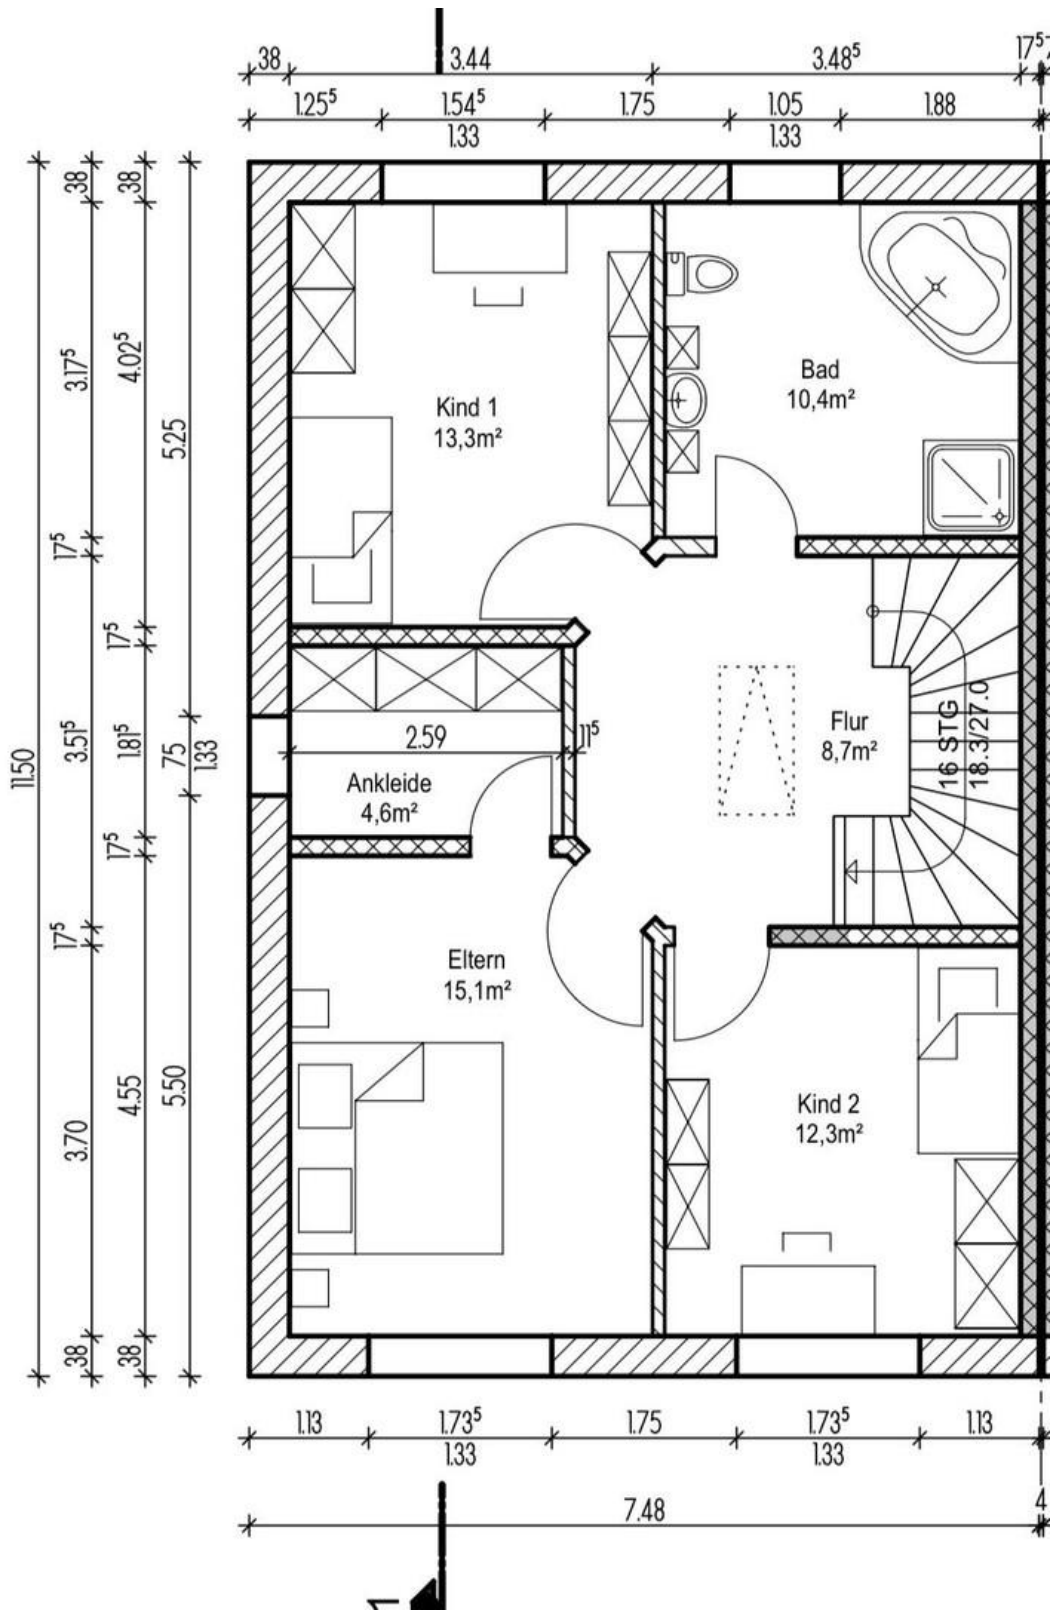 38 3.44 3.48⁵ 17⁵
1.25⁵ 1.54⁵ 1.75 1.05 1.88
1.33 1.33
38 38
3.17⁵ 4.02⁵ 5.25
17⁵
17⁵
11.50 3.51⁵ 1.81⁵ 75 1.33
17⁵
17⁵
3.70 4.55 5.50
38 38
Kind 1
13,3m²
Bad
10,4m²
2.59 11⁵
Ankleide
4,6m²
Flur
8,7m²
16 STG
18.3/27.0
Eltern
15,1m²
Kind 2
12,3m²
1.13 1.73⁵ 1.75 1.73⁵ 1.13
1.33 1.33
7.48 4
1